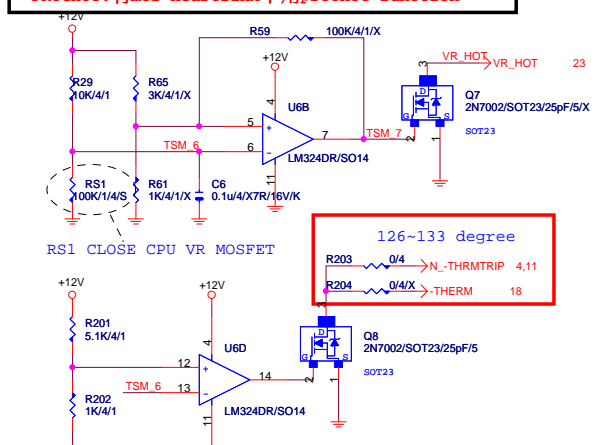 function
+12V
R59
100K/4/1/X
R29
10K/4/1
R65
3K/4/1/X
+12V
4
U6B
5
+
7
TSM_7
TSM_6
6
-
LM324DR/SO14
11
3
VR_HOT
VR_HOT
23
D
G
S
2
1
Q7
2N7002/SOT23/25pF/5/X
SOT23
RS1
100K/1/4/S
R61
1K/4/1/X
C6
0.1u/4/X7R/16V/K
RS1 CLOSE CPU VR MOSFET
126~133 degree
R203
0/4
N_-THRMTRIP
4,11
R204
0/4/X
-THERM
18
+12V
+12V
R201
5.1K/4/1
4
U6D
12
+
14
TSM_6
13
-
LM324DR/SO14
11
3
D
G
S
2
1
Q8
2N7002/SOT23/25pF/5
SOT23
R202
1K/4/1